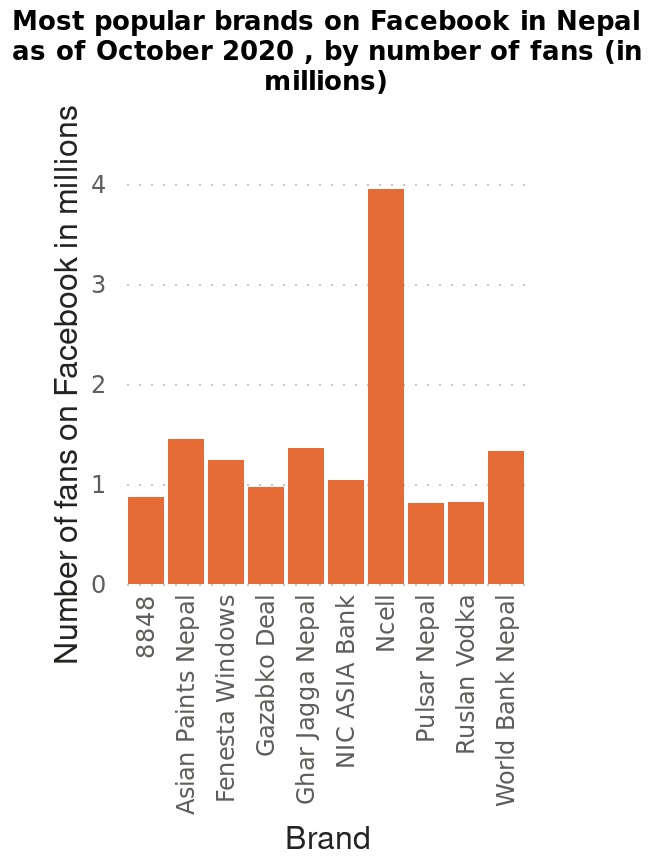 Most popular brands on Facebook in Nepal
as of October 2020 , by number of fans (in
millions)
Number of fans on Facebook in millions
4
3
2
1
0
8848
Asian Paints Nepal
Fenesta Windows
Gazabko Deal
Ghar Jagga Nepal
NIC ASIA Bank
Ncell
Pulsar Nepal
Ruslan Vodka
World Bank Nepal
Brand